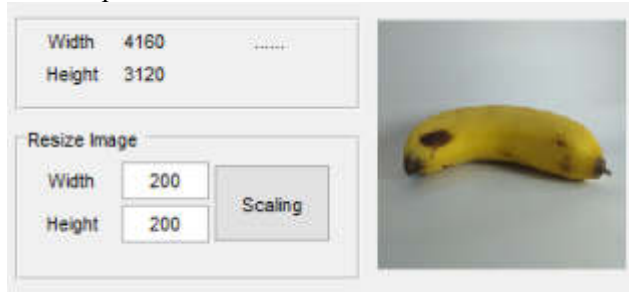 Width 4160 ......
Height 3120
Resize Image
Width 200
Height 200
Scaling